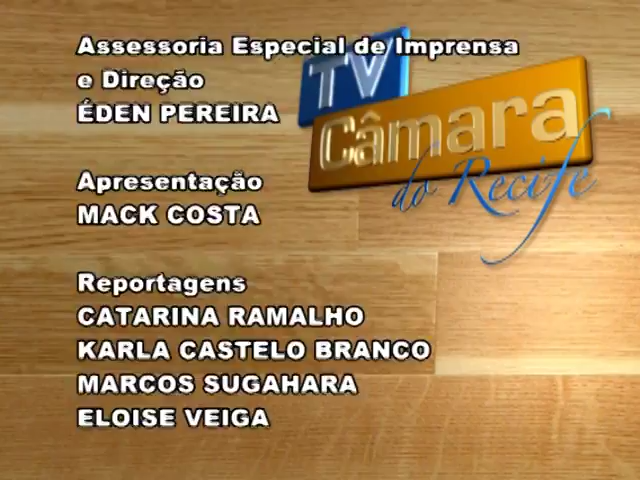 Assessoria Especial de Imprensa
e Direção
ÉDEN PEREIRA
TV
Câmara
do Recife
Apresentação
MACK COSTA
Reportagens
CATARINA RAMALHO
KARLA CASTELO BRANCO
MARCOS SUGAHARA
ELOISE VEIGA